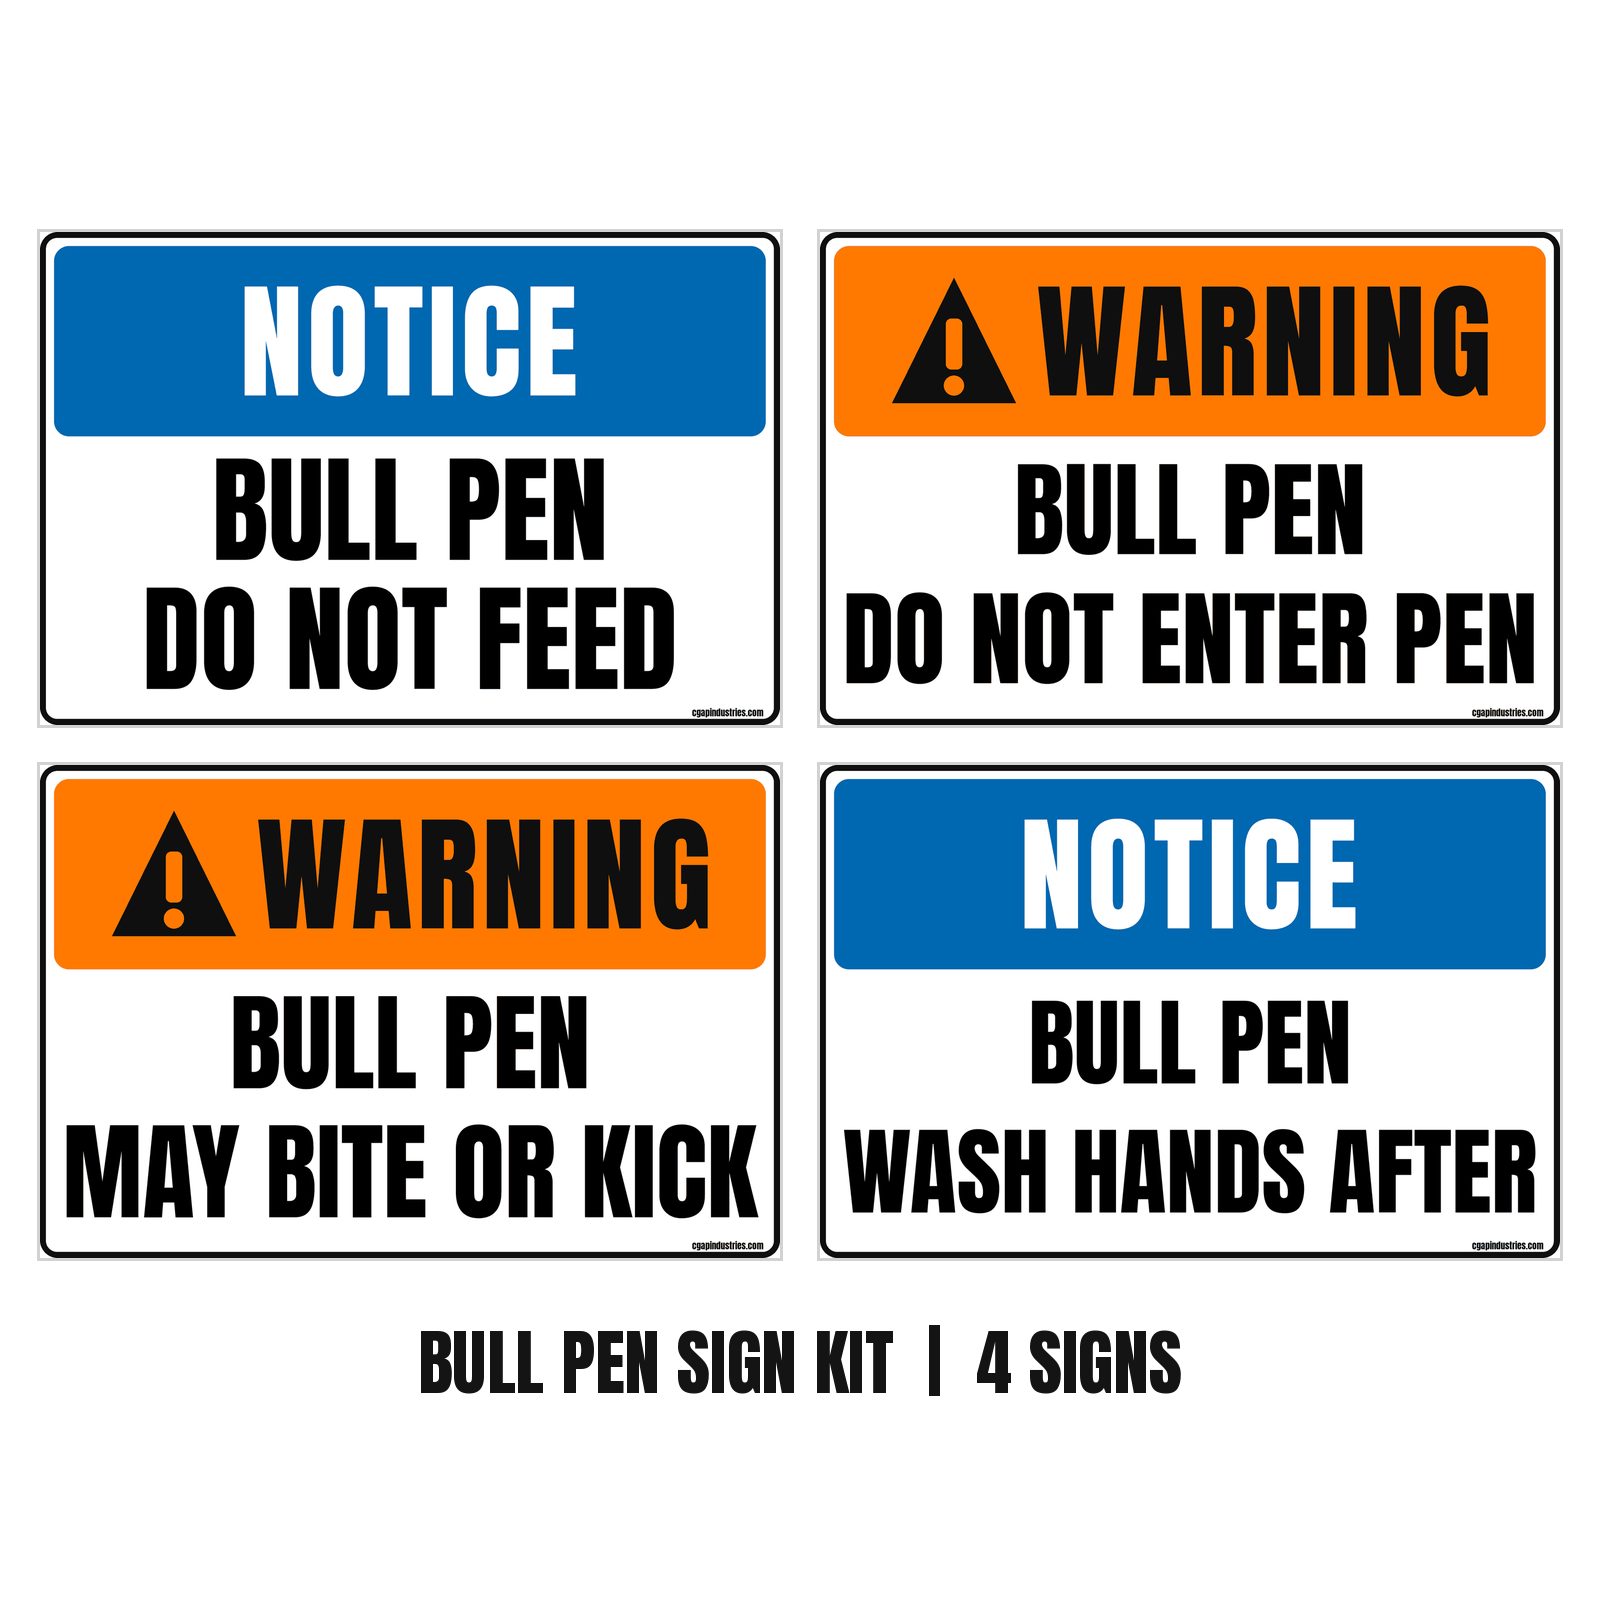 NOTICE
BULL PEN
DO NOT FEED
cgapindustries.com
WARNING
BULL PEN
DO NOT ENTER PEN
cgapindustries.com
WARNING
BULL PEN
MAY BITE OR KICK
cgapindustries.com
NOTICE
BULL PEN
WASH HANDS AFTER
cgapindustries.com
BULL PEN SIGN KIT | 4 SIGNS